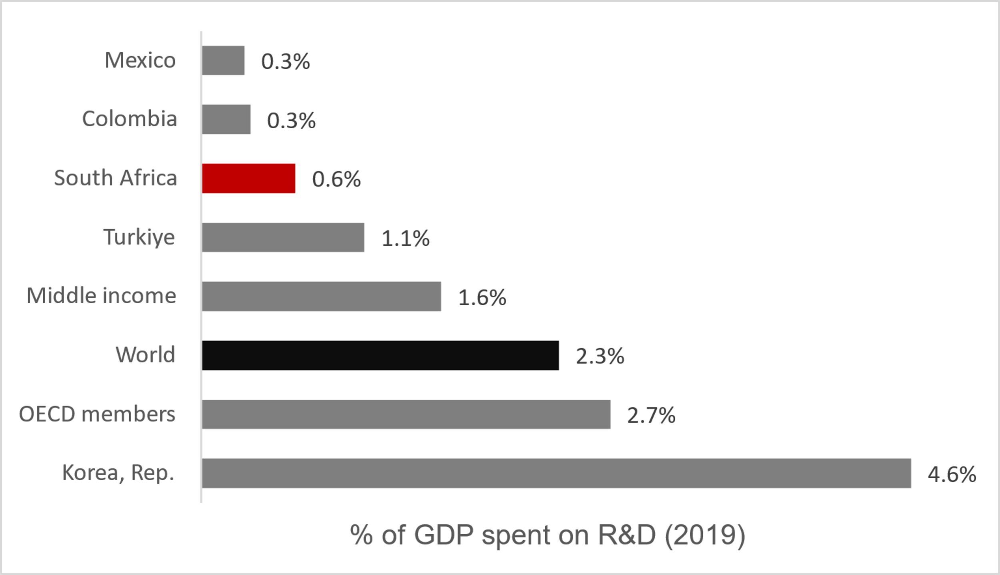 Mexico 0.3%
Colombia 0.3%
South Africa 0.6%
Turkiye 1.1%
Middle income 1.6%
World 2.3%
OECD members 2.7%
Korea, Rep. 4.6%
% of GDP spent on R&D (2019)